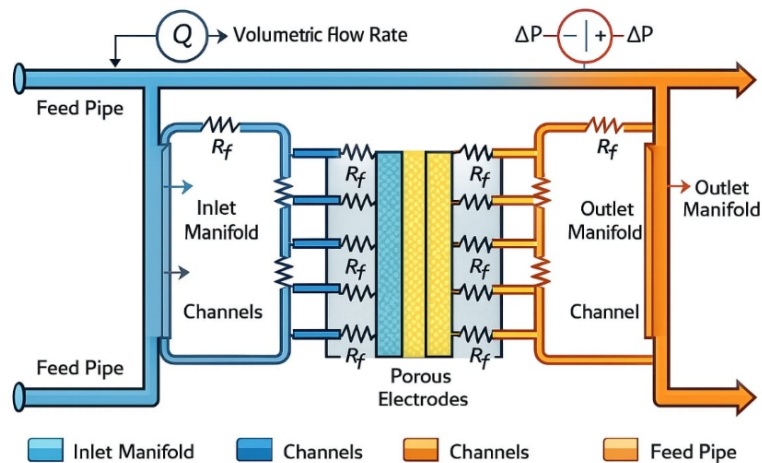 Q
Volumetric Flow Rate
ΔP
− +
ΔP
Feed Pipe
Rf
Rf
Inlet
Manifold
Channels
Rf
Rf
Rf
Rf
Rf
Rf
Outlet
Manifold
Channel
Outlet
Manifold
Feed Pipe
Porous
Electrodes
Inlet Manifold
Channels
Channels
Feed Pipe